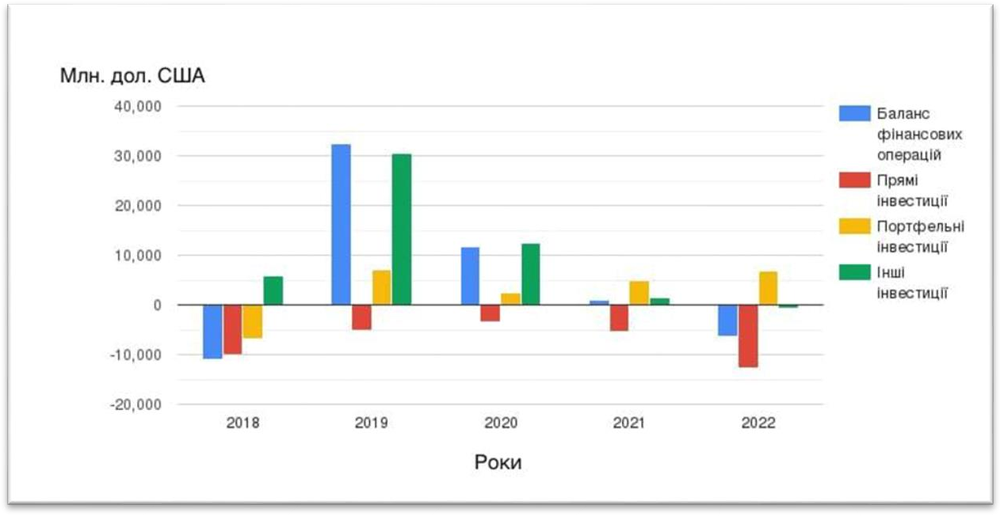 Млн. дол. США
40,000
30,000
20,000
10,000
0
-10,000
-20,000
2018 2019 2020 2021 2022
Роки
Баланс
фінансових
операцій
Прямі
інвестиції
Портфельні
інвестиції
Інші
інвестиції